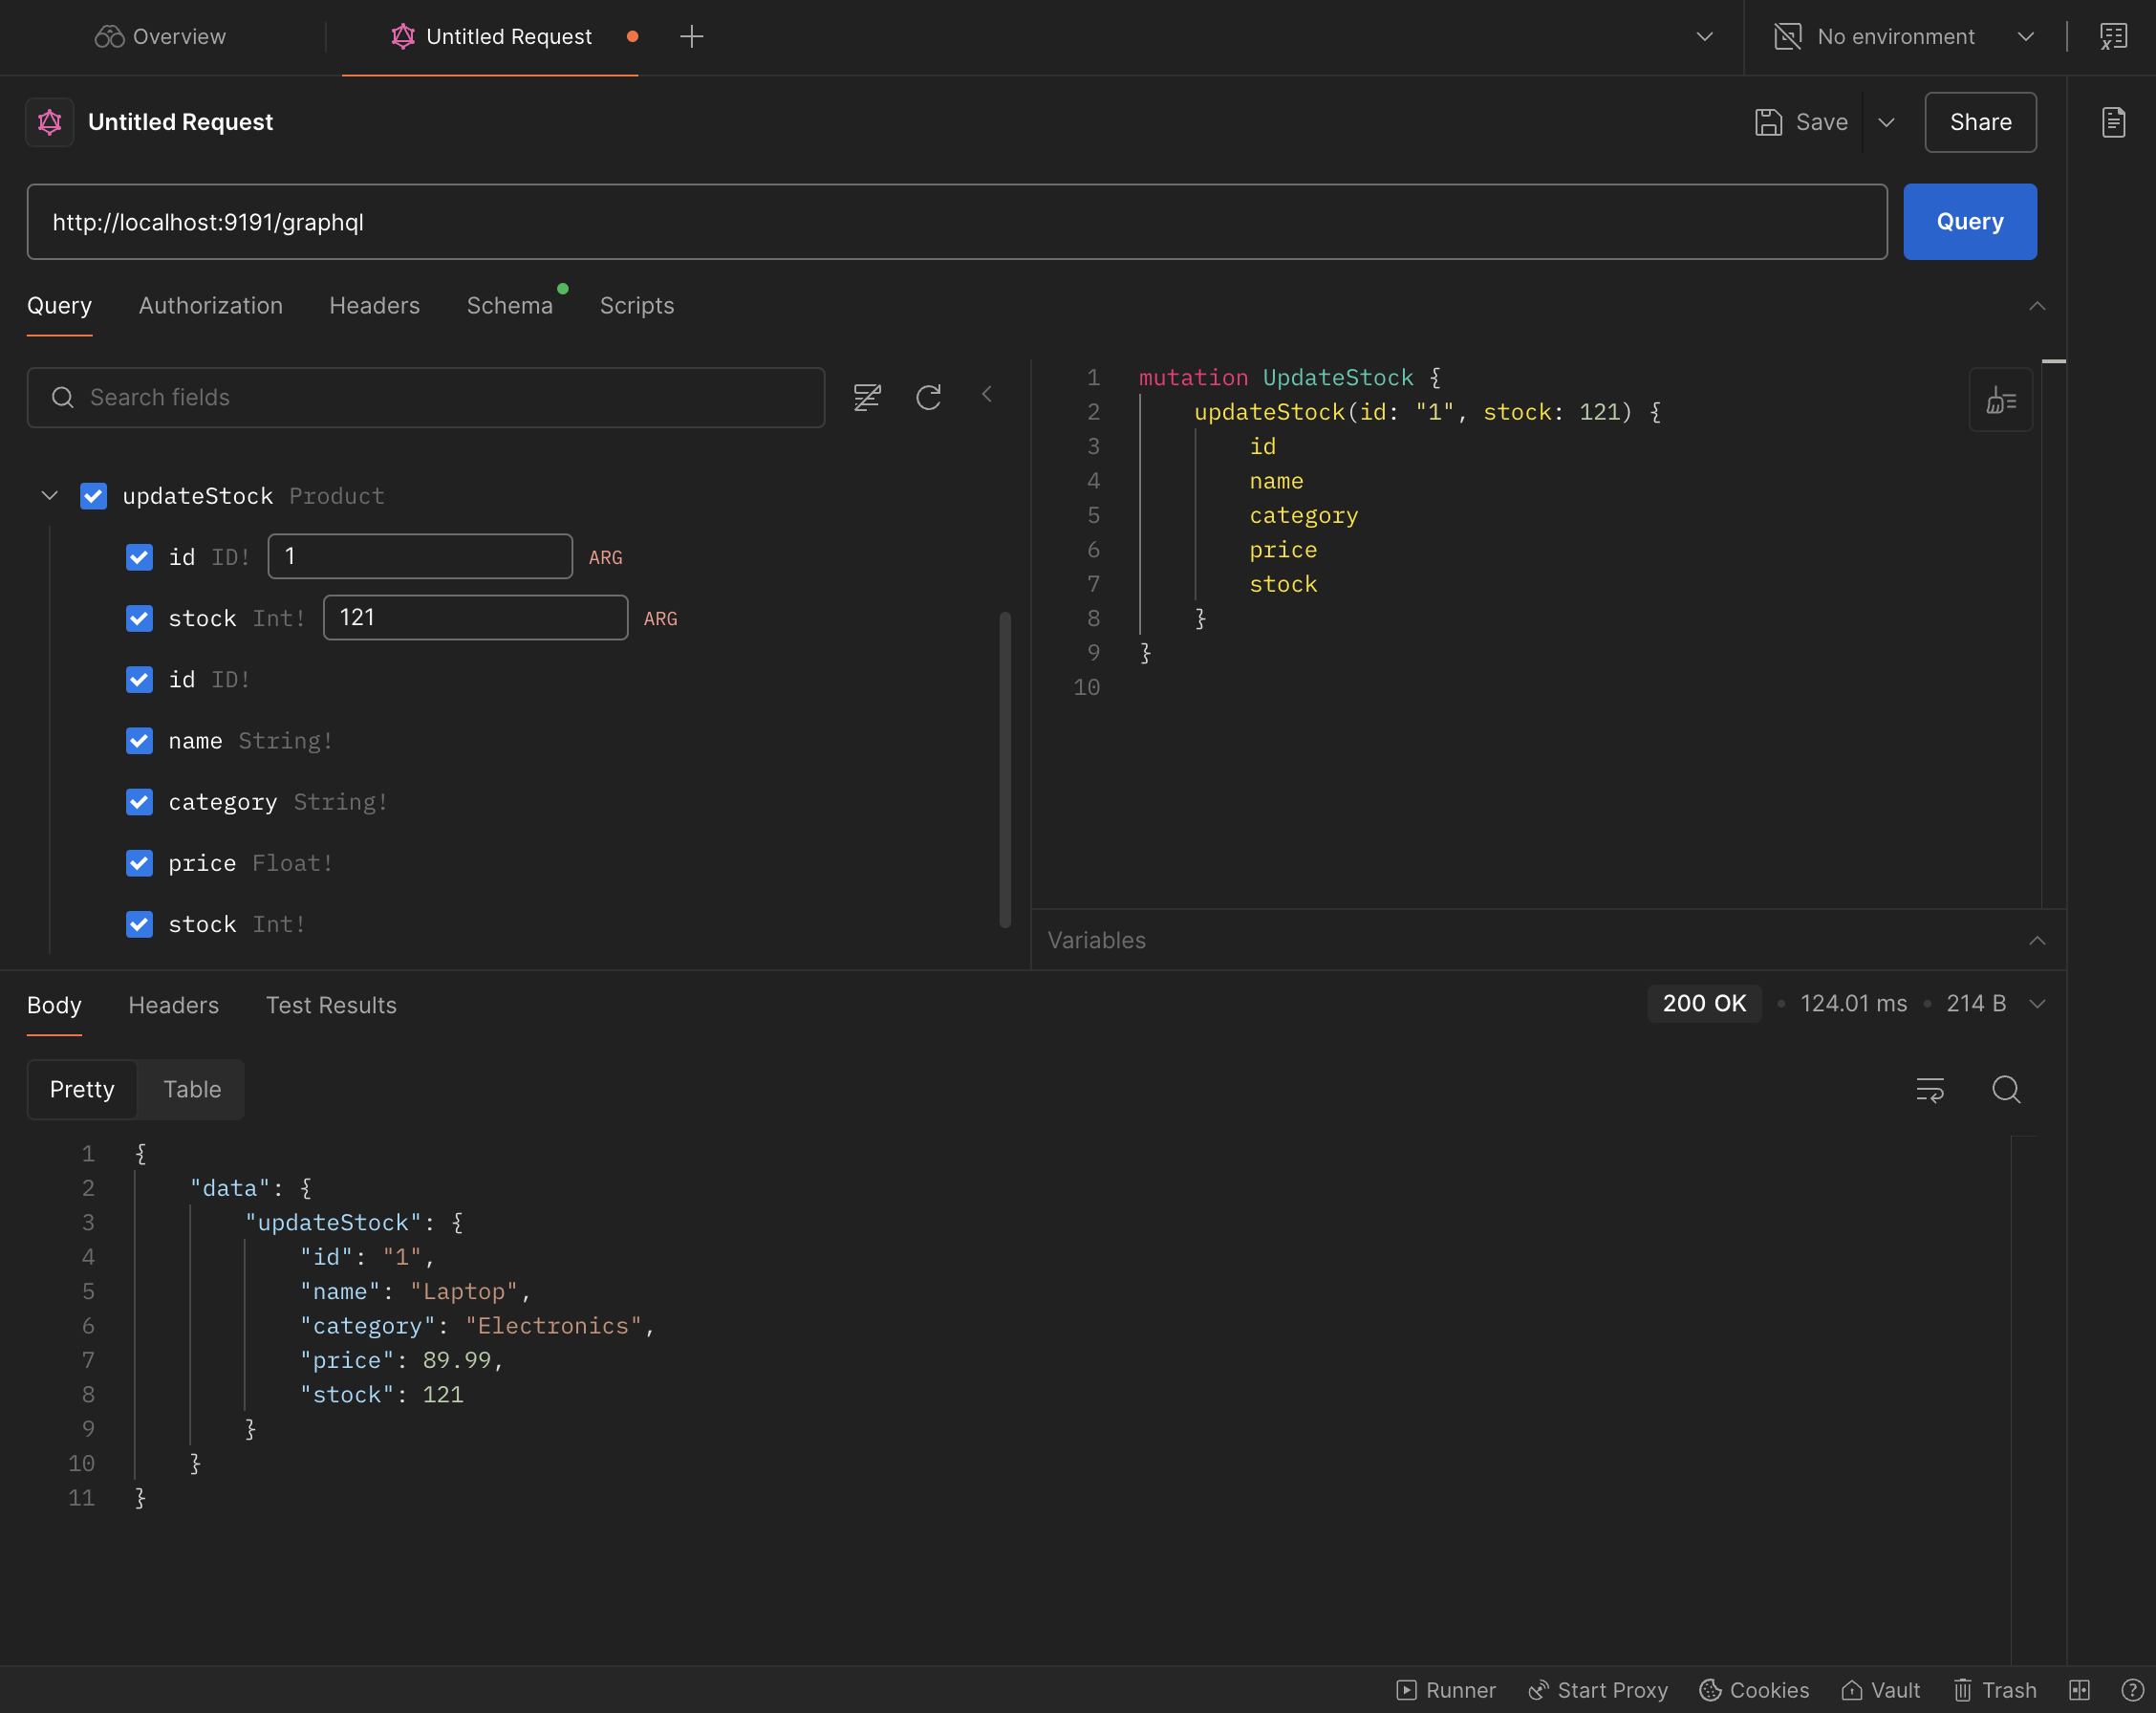 Overview
Untitled Request
No environment
Untitled Request
Save
Share
http://localhost:9191/graphql
Query
Query Authorization Headers Schema Scripts
Search fields
updateStock Product
id ID! 1 ARG
stock Int! 121 ARG
id ID!
name String!
category String!
price Float!
stock Int!
1 mutation UpdateStock {
2 updateStock(id: "1", stock: 121) {
3 id
4 name
5 category
6 price
7 stock
8 }
9 }
10
Variables
Body Headers Test Results
200 OK • 124.01 ms • 214 B
Pretty Table
1 {
2 "data": {
3 "updateStock": {
4 "id": "1",
5 "name": "Laptop",
6 "category": "Electronics",
7 "price": 89.99,
8 "stock": 121
9 }
10 }
11 }
Runner Start Proxy Cookies Vault Trash